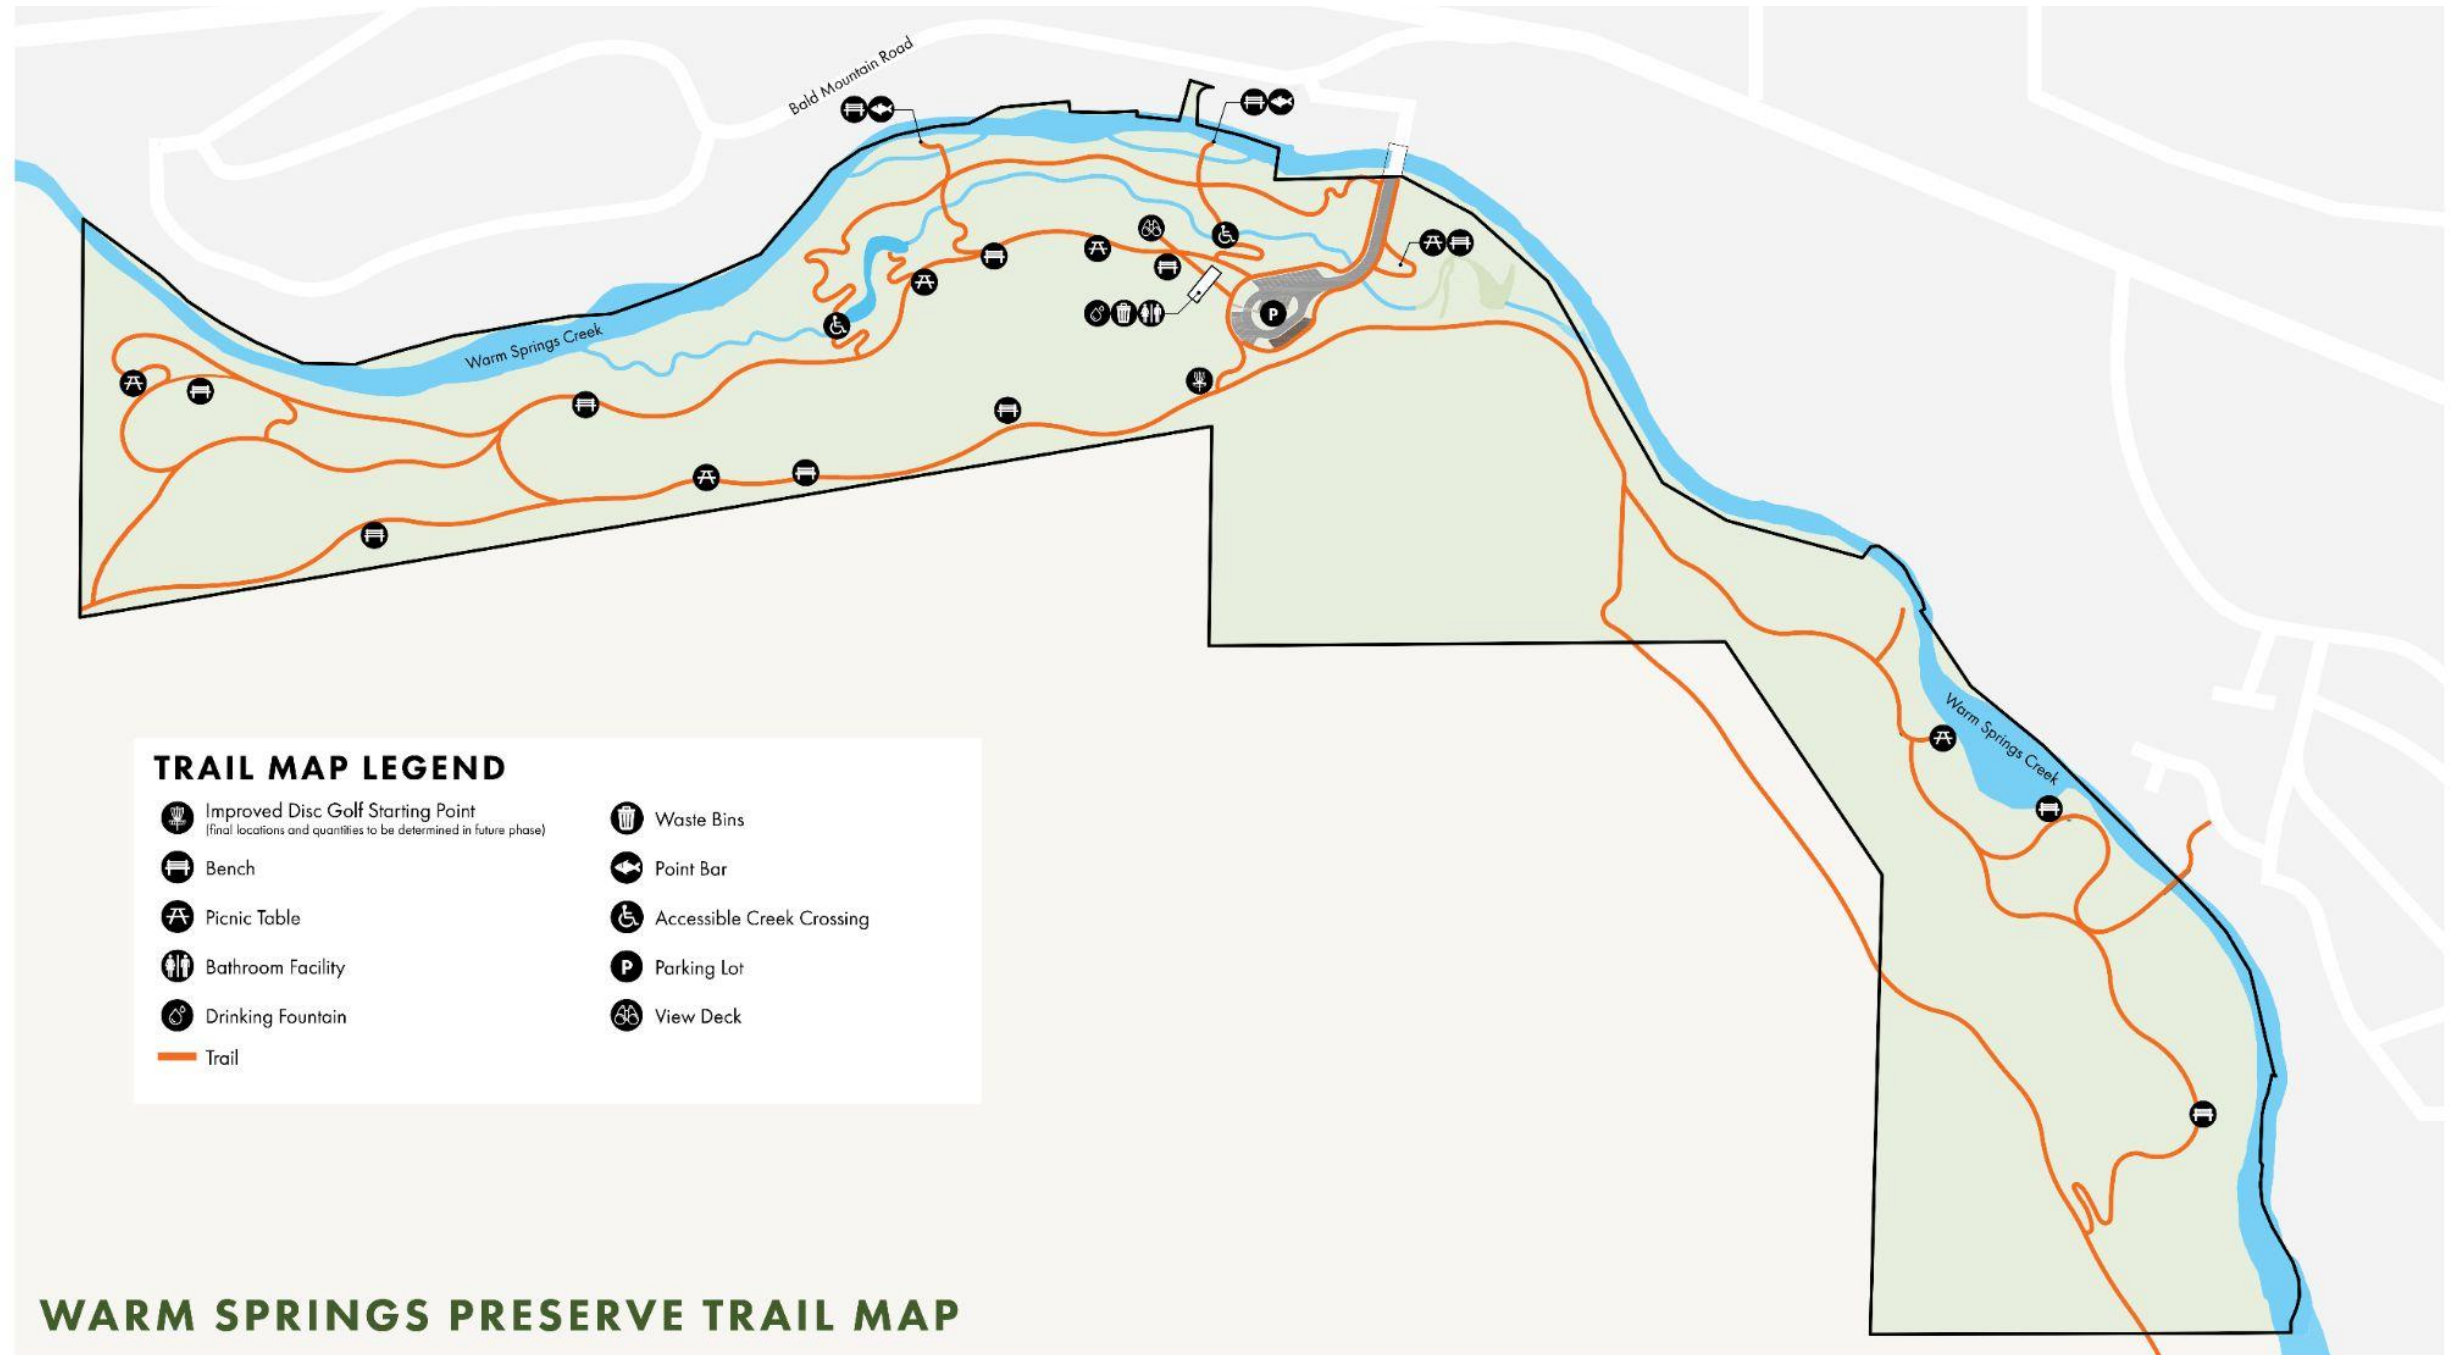 Bald Mountain Road
Warm Springs Creek
P
Warm Springs Creek
TRAIL MAP LEGEND
Improved Disc Golf Starting Point
(final locations and quantities to be determined in future phase)
Bench
Picnic Table
Bathroom Facility
Drinking Fountain
Trail
Waste Bins
Point Bar
Accessible Creek Crossing
P
Parking Lot
View Deck
WARM SPRINGS PRESERVE TRAIL MAP